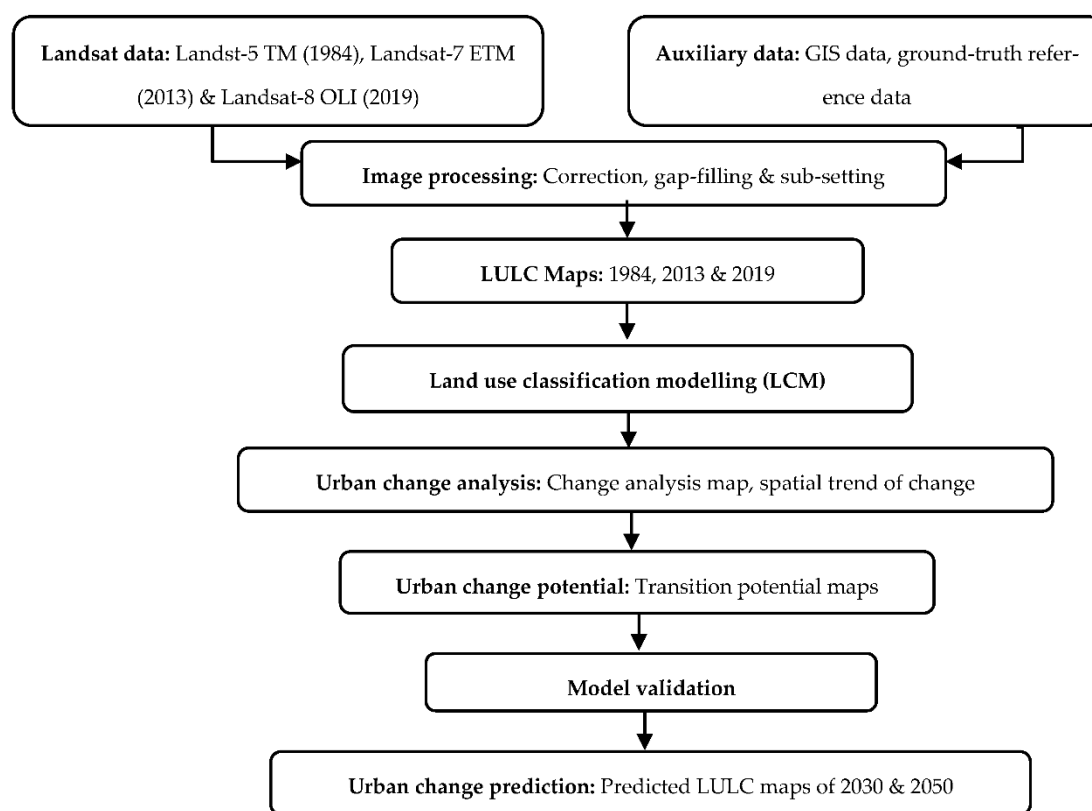 Landsat data: Landst-5 TM (1984), Landsat-7 ETM
(2013) & Landsat-8 OLI (2019)
Auxiliary data: GIS data, ground-truth refer-
ence data
Image processing: Correction, gap-filling & sub-setting
LULC Maps: 1984, 2013 & 2019
Land use classification modelling (LCM)
Urban change analysis: Change analysis map, spatial trend of change
Urban change potential: Transition potential maps
Model validation
Urban change prediction: Predicted LULC maps of 2030 & 2050